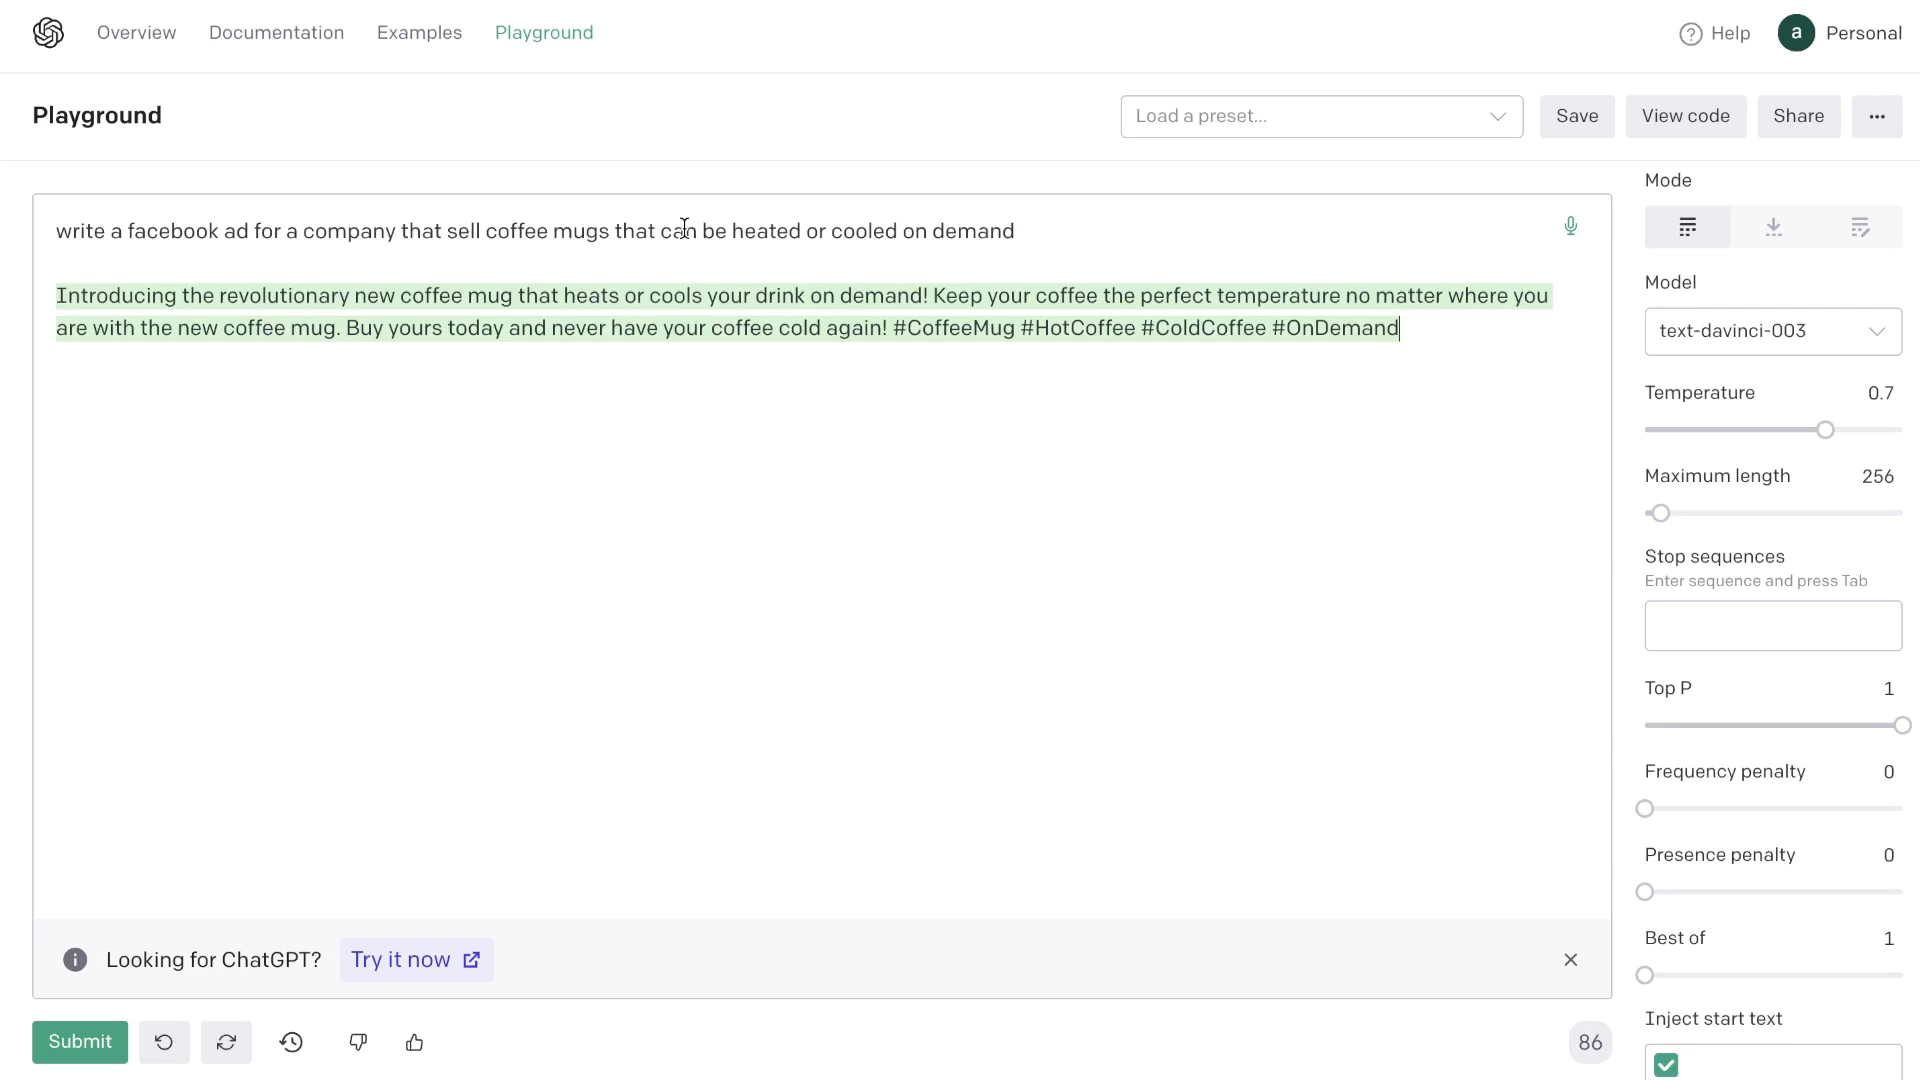 Overview Documentation Examples Playground Help a Personal
Playground
Load a preset... Save View code Share ...
write a facebook ad for a company that sell coffee mugs that can be heated or cooled on demand
Introducing the revolutionary new coffee mug that heats or cools your drink on demand! Keep your coffee the perfect temperature no matter where you
are with the new coffee mug. Buy yours today and never have your coffee cold again! #CoffeeMug #HotCoffee #ColdCoffee #OnDemand
Looking for ChatGPT? Try it now
Submit
86
Mode
Model
text-davinci-003
Temperature 0.7
Maximum length 256
Stop sequences
Enter sequence and press Tab
Top P 1
Frequency penalty 0
Presence penalty 0
Best of 1
Inject start text